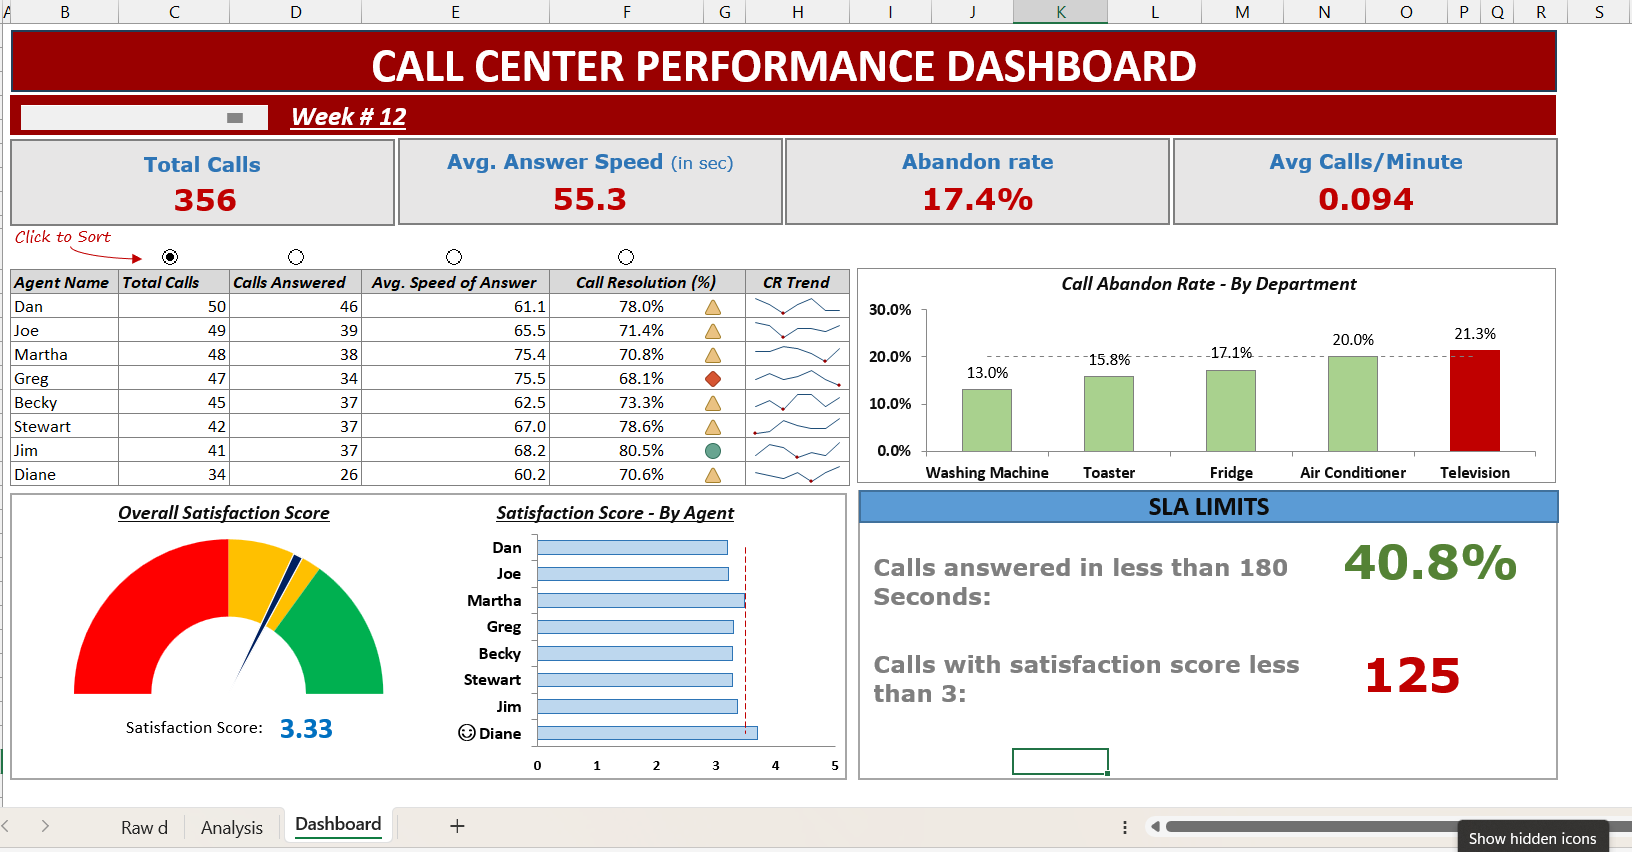 A B C D E F G H I J K L M N O P Q R S
CALL CENTER PERFORMANCE DASHBOARD
Week # 12
Total Calls
356
Avg. Answer Speed (in sec)
55.3
Abandon rate
17.4%
Avg Calls/Minute
0.094
Click to Sort
Agent Name Total Calls Calls Answered Avg. Speed of Answer Call Resolution (%) CR Trend
Dan 50 46 61.1 78.0%
Joe 49 39 65.5 71.4%
Martha 48 38 75.4 70.8%
Greg 47 34 75.5 68.1%
Becky 45 37 62.5 73.3%
Stewart 42 37 67.0 78.6%
Jim 41 37 68.2 80.5%
Diane 34 26 60.2 70.6%
Call Abandon Rate - By Department
30.0%
20.0%
10.0%
0.0%
13.0% 15.8% 17.1% 20.0% 21.3%
Washing Machine Toaster Fridge Air Conditioner Television
Overall Satisfaction Score
Satisfaction Score: 3.33
Satisfaction Score - By Agent
Dan
Joe
Martha
Greg
Becky
Stewart
Jim
Diane
0 1 2 3 4 5
SLA LIMITS
Calls answered in less than 180
Seconds:
40.8%
Calls with satisfaction score less
than 3:
125
Raw d Analysis Dashboard
Show hidden icons